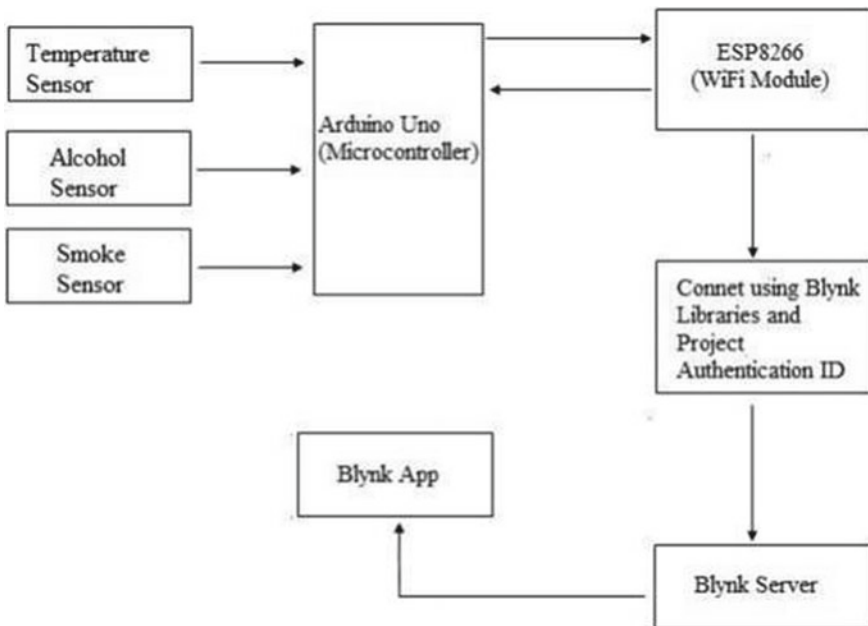 Temperature
Sensor
Alcohol
Sensor
Smoke
Sensor
Arduino Uno
(Microcontroller)
ESP8266
(WiFi Module)
Connet using Blynk
Libraries and
Project
Authentication ID
Blynk App
Blynk Server